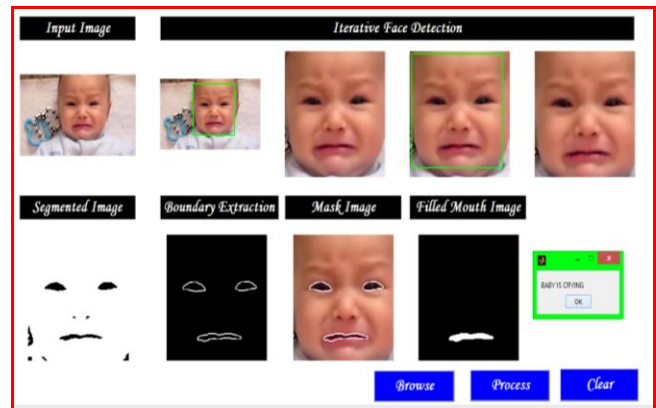 Input Image
Iterative Face Detection
Segmented Image
Boundary Extraction
Mask Image
Filled Mouth Image
BABY IS CRYING
OK
Browse
Process
Clear